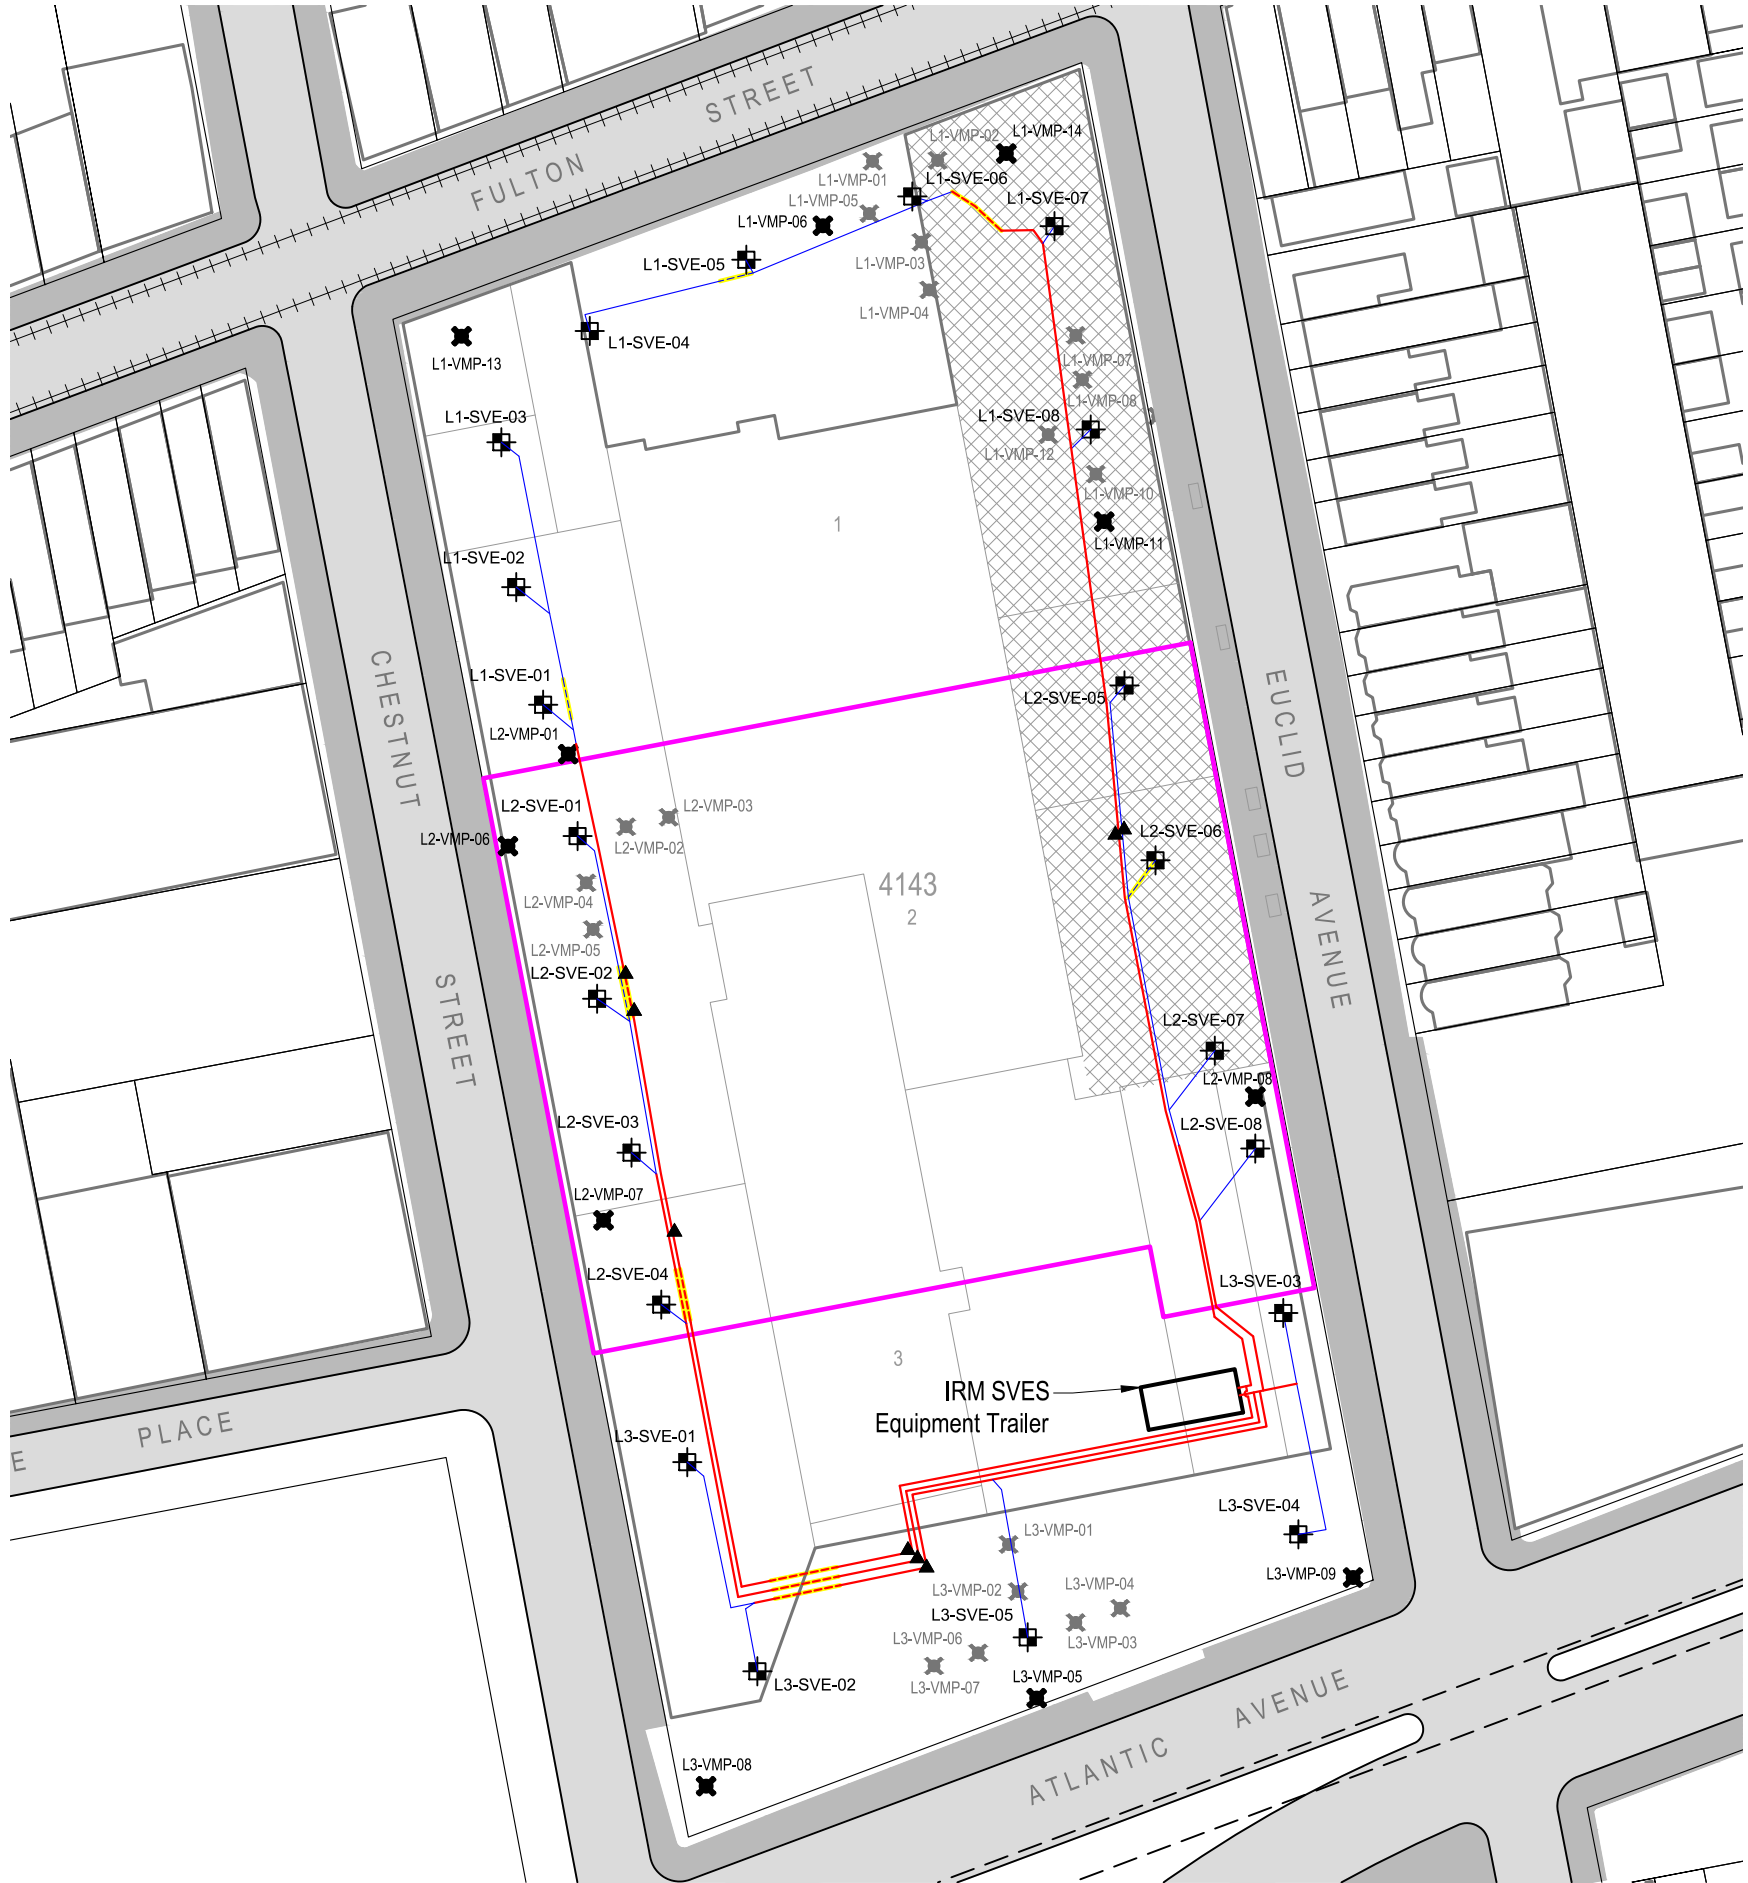 STREET
FULTON
L1-VMP-02
L1-VMP-14
L1-VMP-01
L1-SVE-06
L1-VMP-05
L1-SVE-07
L1-VMP-06
L1-SVE-05
L1-VMP-03
L1-VMP-04
L1-SVE-04
L1-VMP-13
L1-VMP-07
L1-VMP-08
L1-SVE-03
L1-SVE-08
L1-VMP-12
L1-VMP-10
1
L1-VMP-11
L1-SVE-02
L1-SVE-01
L2-VMP-01
L2-SVE-05
CHESTNUT
STREET
EUCLID
AVENUE
L2-SVE-01
L2-VMP-03
L2-VMP-06
L2-VMP-02
L2-SVE-06
4143
2
L2-VMP-04
L2-VMP-05
L2-SVE-02
L2-SVE-07
L2-VMP-08
L2-SVE-03
L2-SVE-08
L2-VMP-07
L2-SVE-04
L3-SVE-03
3
IRM SVES
Equipment Trailer
E PLACE
L3-SVE-01
L3-SVE-04
L3-VMP-01
L3-VMP-09
L3-VMP-02
L3-VMP-04
L3-SVE-05
L3-VMP-06
L3-VMP-03
L3-VMP-07
L3-VMP-05
L3-SVE-02
L3-VMP-08
ATLANTIC AVENUE